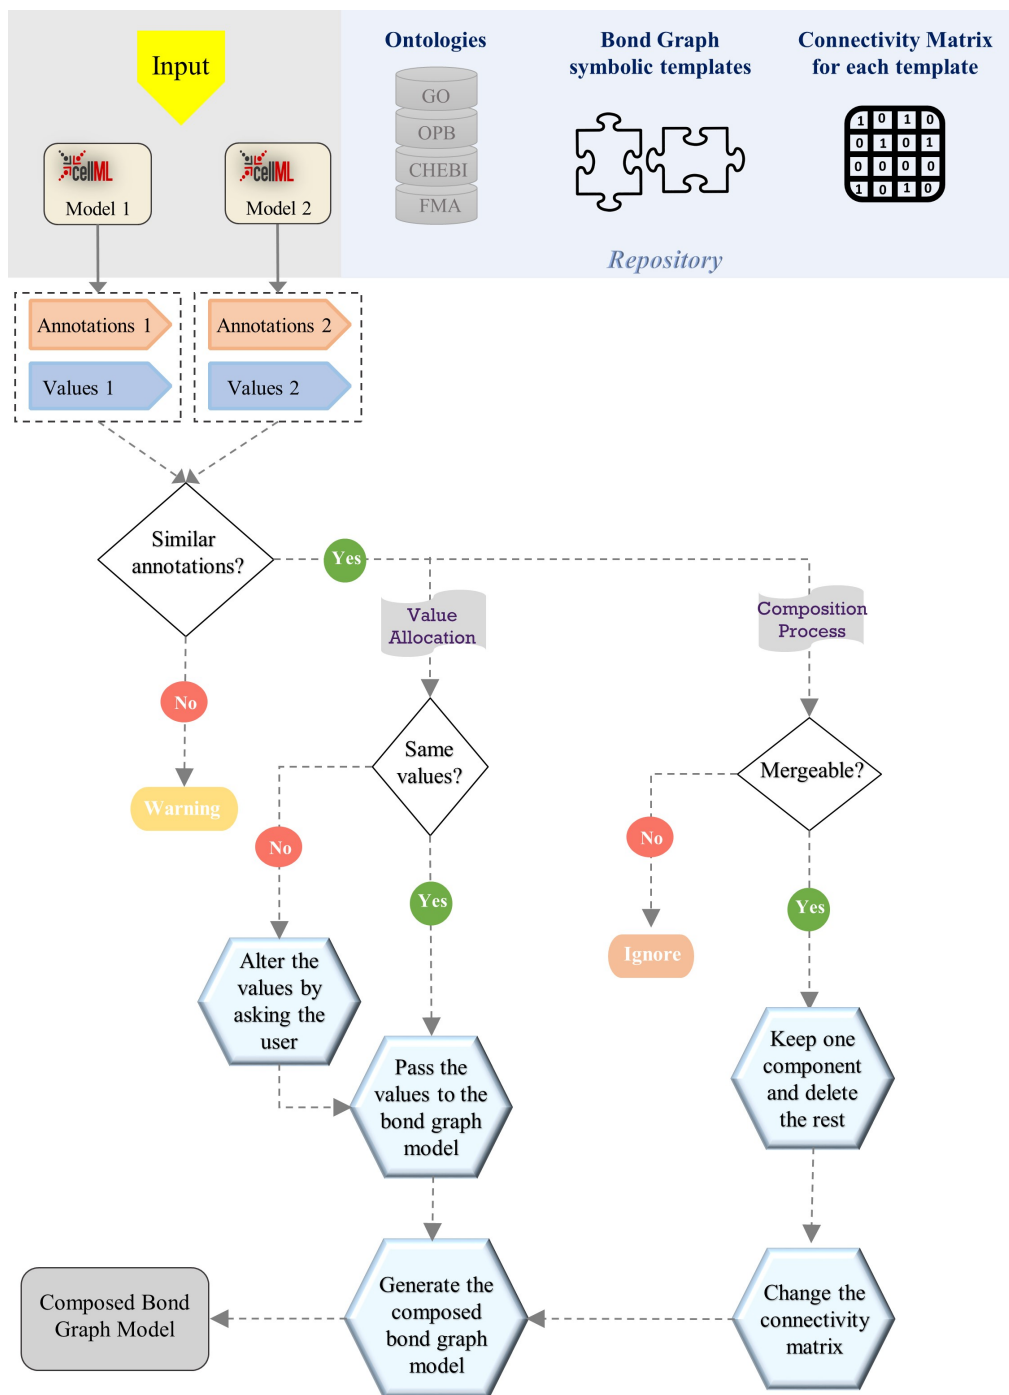 Input
Ontologies
Bond Graph
symbolic templates
Connectivity Matrix
for each template
GO
OPB
CHEBI
FMA
1 0 1 0
0 1 0 1
0 0 0 0
1 0 1 0
cellML
Model 1
cellML
Model 2
Repository
Annotations 1
Annotations 2
Values 1
Values 2
Similar
annotations?
Yes
Value
Allocation
Composition
Process
No
Same
values?
Mergeable?
Warning
No
No
Yes
Yes
Ignore
Alter the
values by
asking the
user
Pass the
values to the
bond graph
model
Keep one
component
and delete
the rest
Composed Bond
Graph Model
Generate the
composed
bond graph
model
Change the
connectivity
matrix